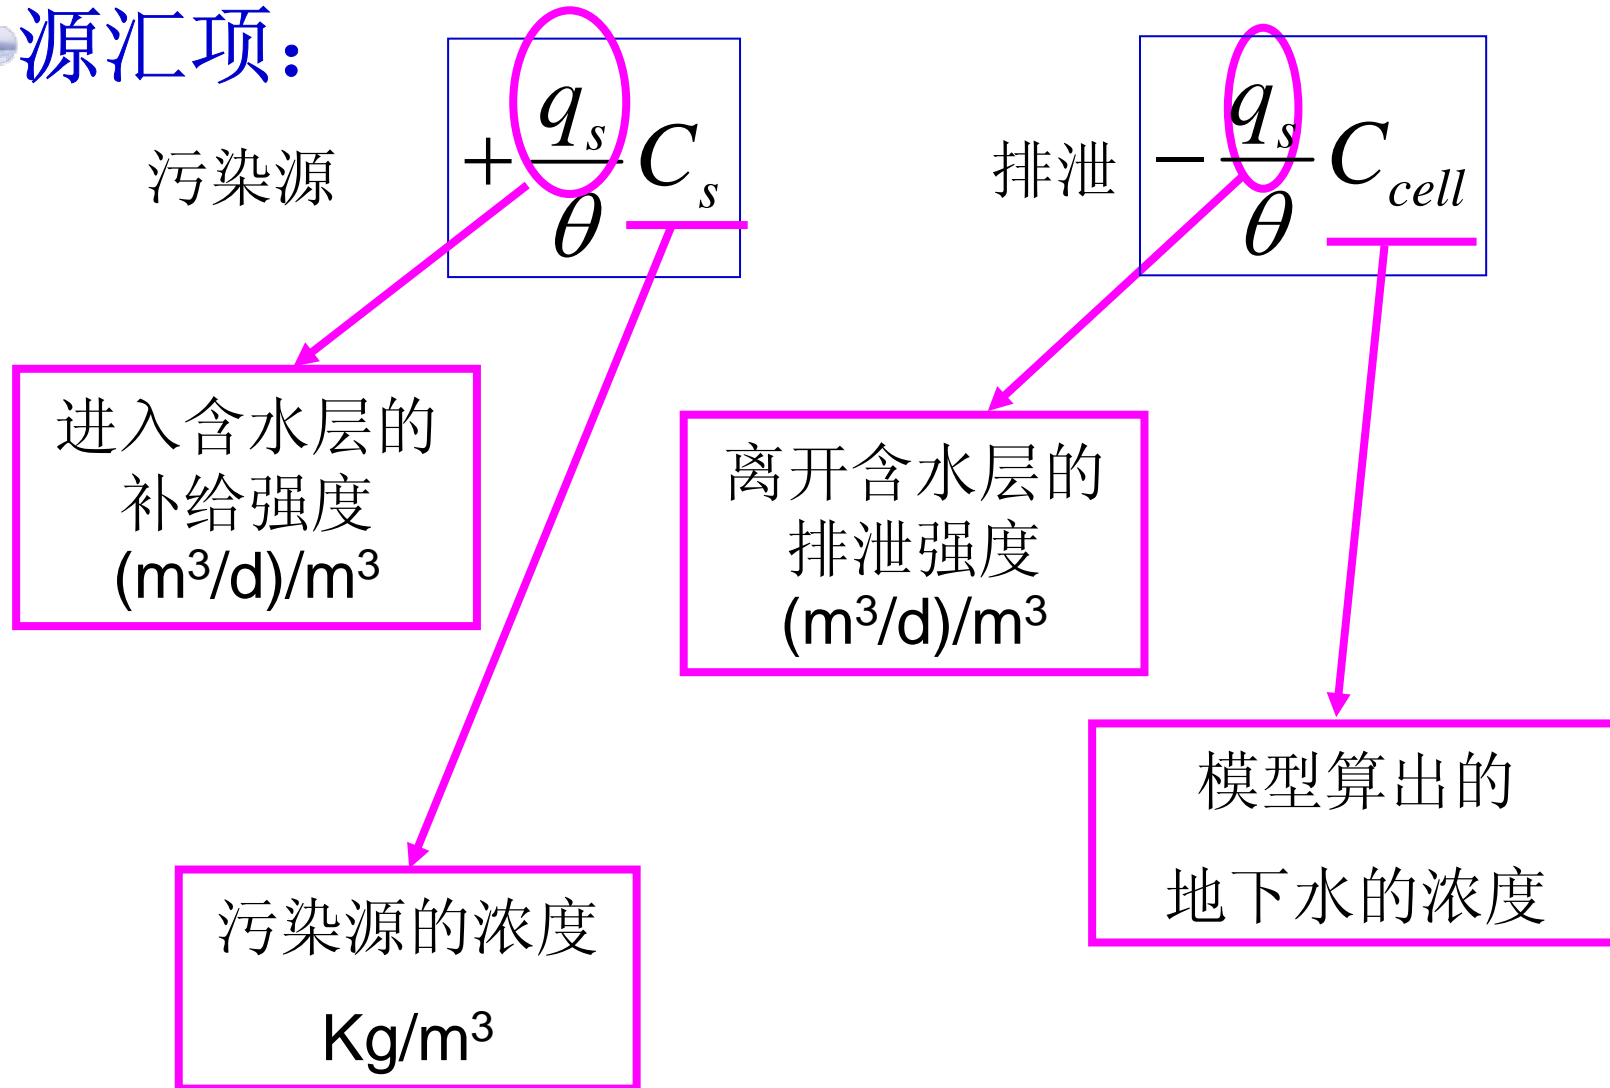 源汇项：
污染源
+ q_s/θ C_s
排泄
− q_s/θ C_cell
进入含水层的
补给强度
(m³/d)/m³
离开含水层的
排泄强度
(m³/d)/m³
模型算出的
地下水的浓度
污染源的浓度
Kg/m³